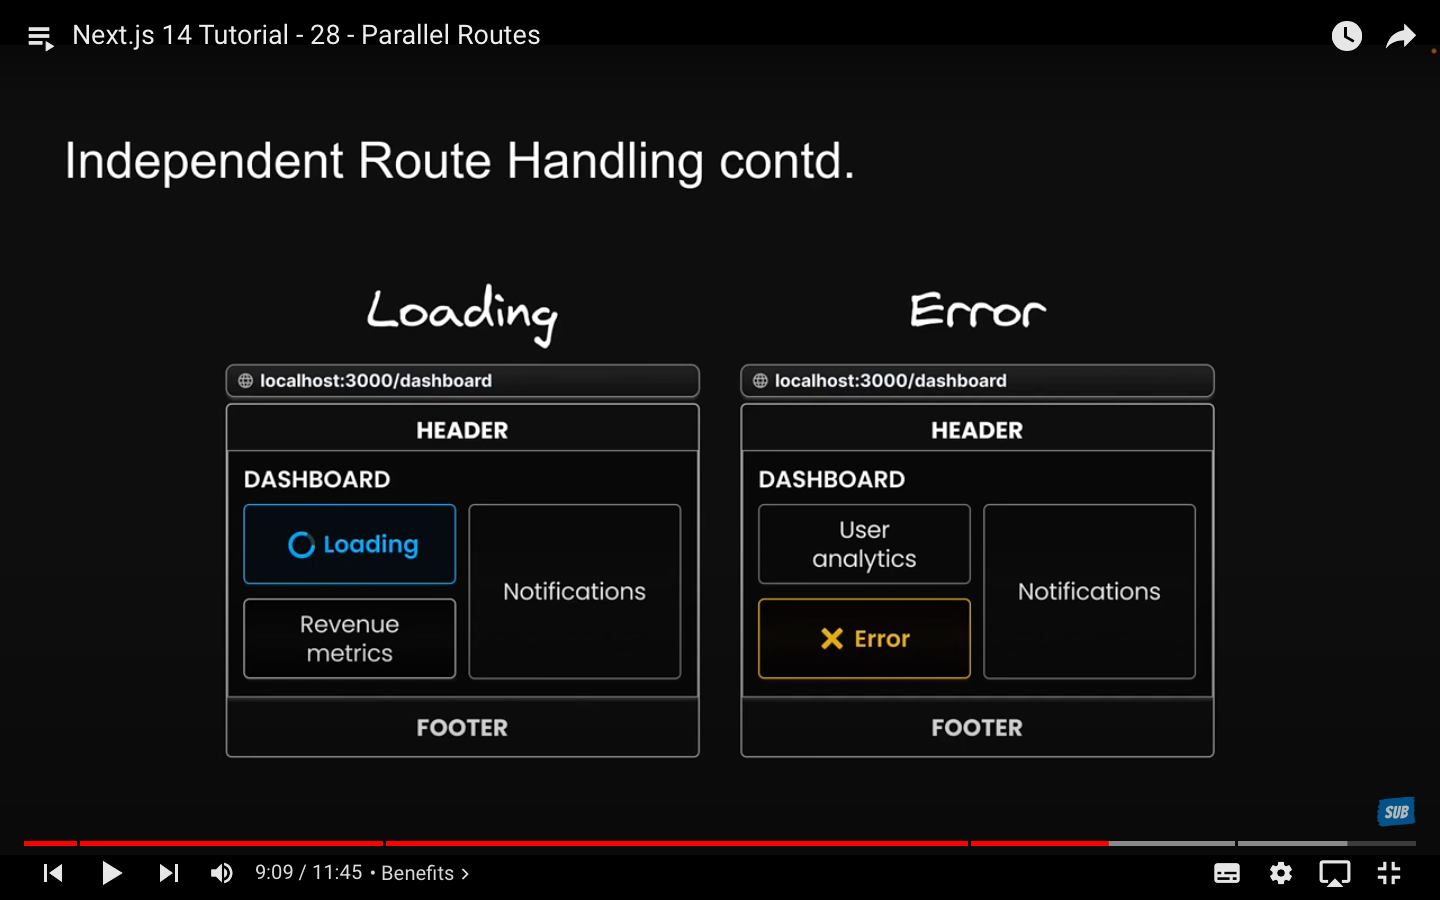 Next.js 14 Tutorial - 28 - Parallel Routes
Independent Route Handling contd.
Loading
localhost:3000/dashboard
HEADER
DASHBOARD
Loading
Notifications
Revenue
metrics
FOOTER
Error
localhost:3000/dashboard
HEADER
DASHBOARD
User
analytics
Notifications
Error
FOOTER
SUB
9:09 / 11:45 • Benefits >